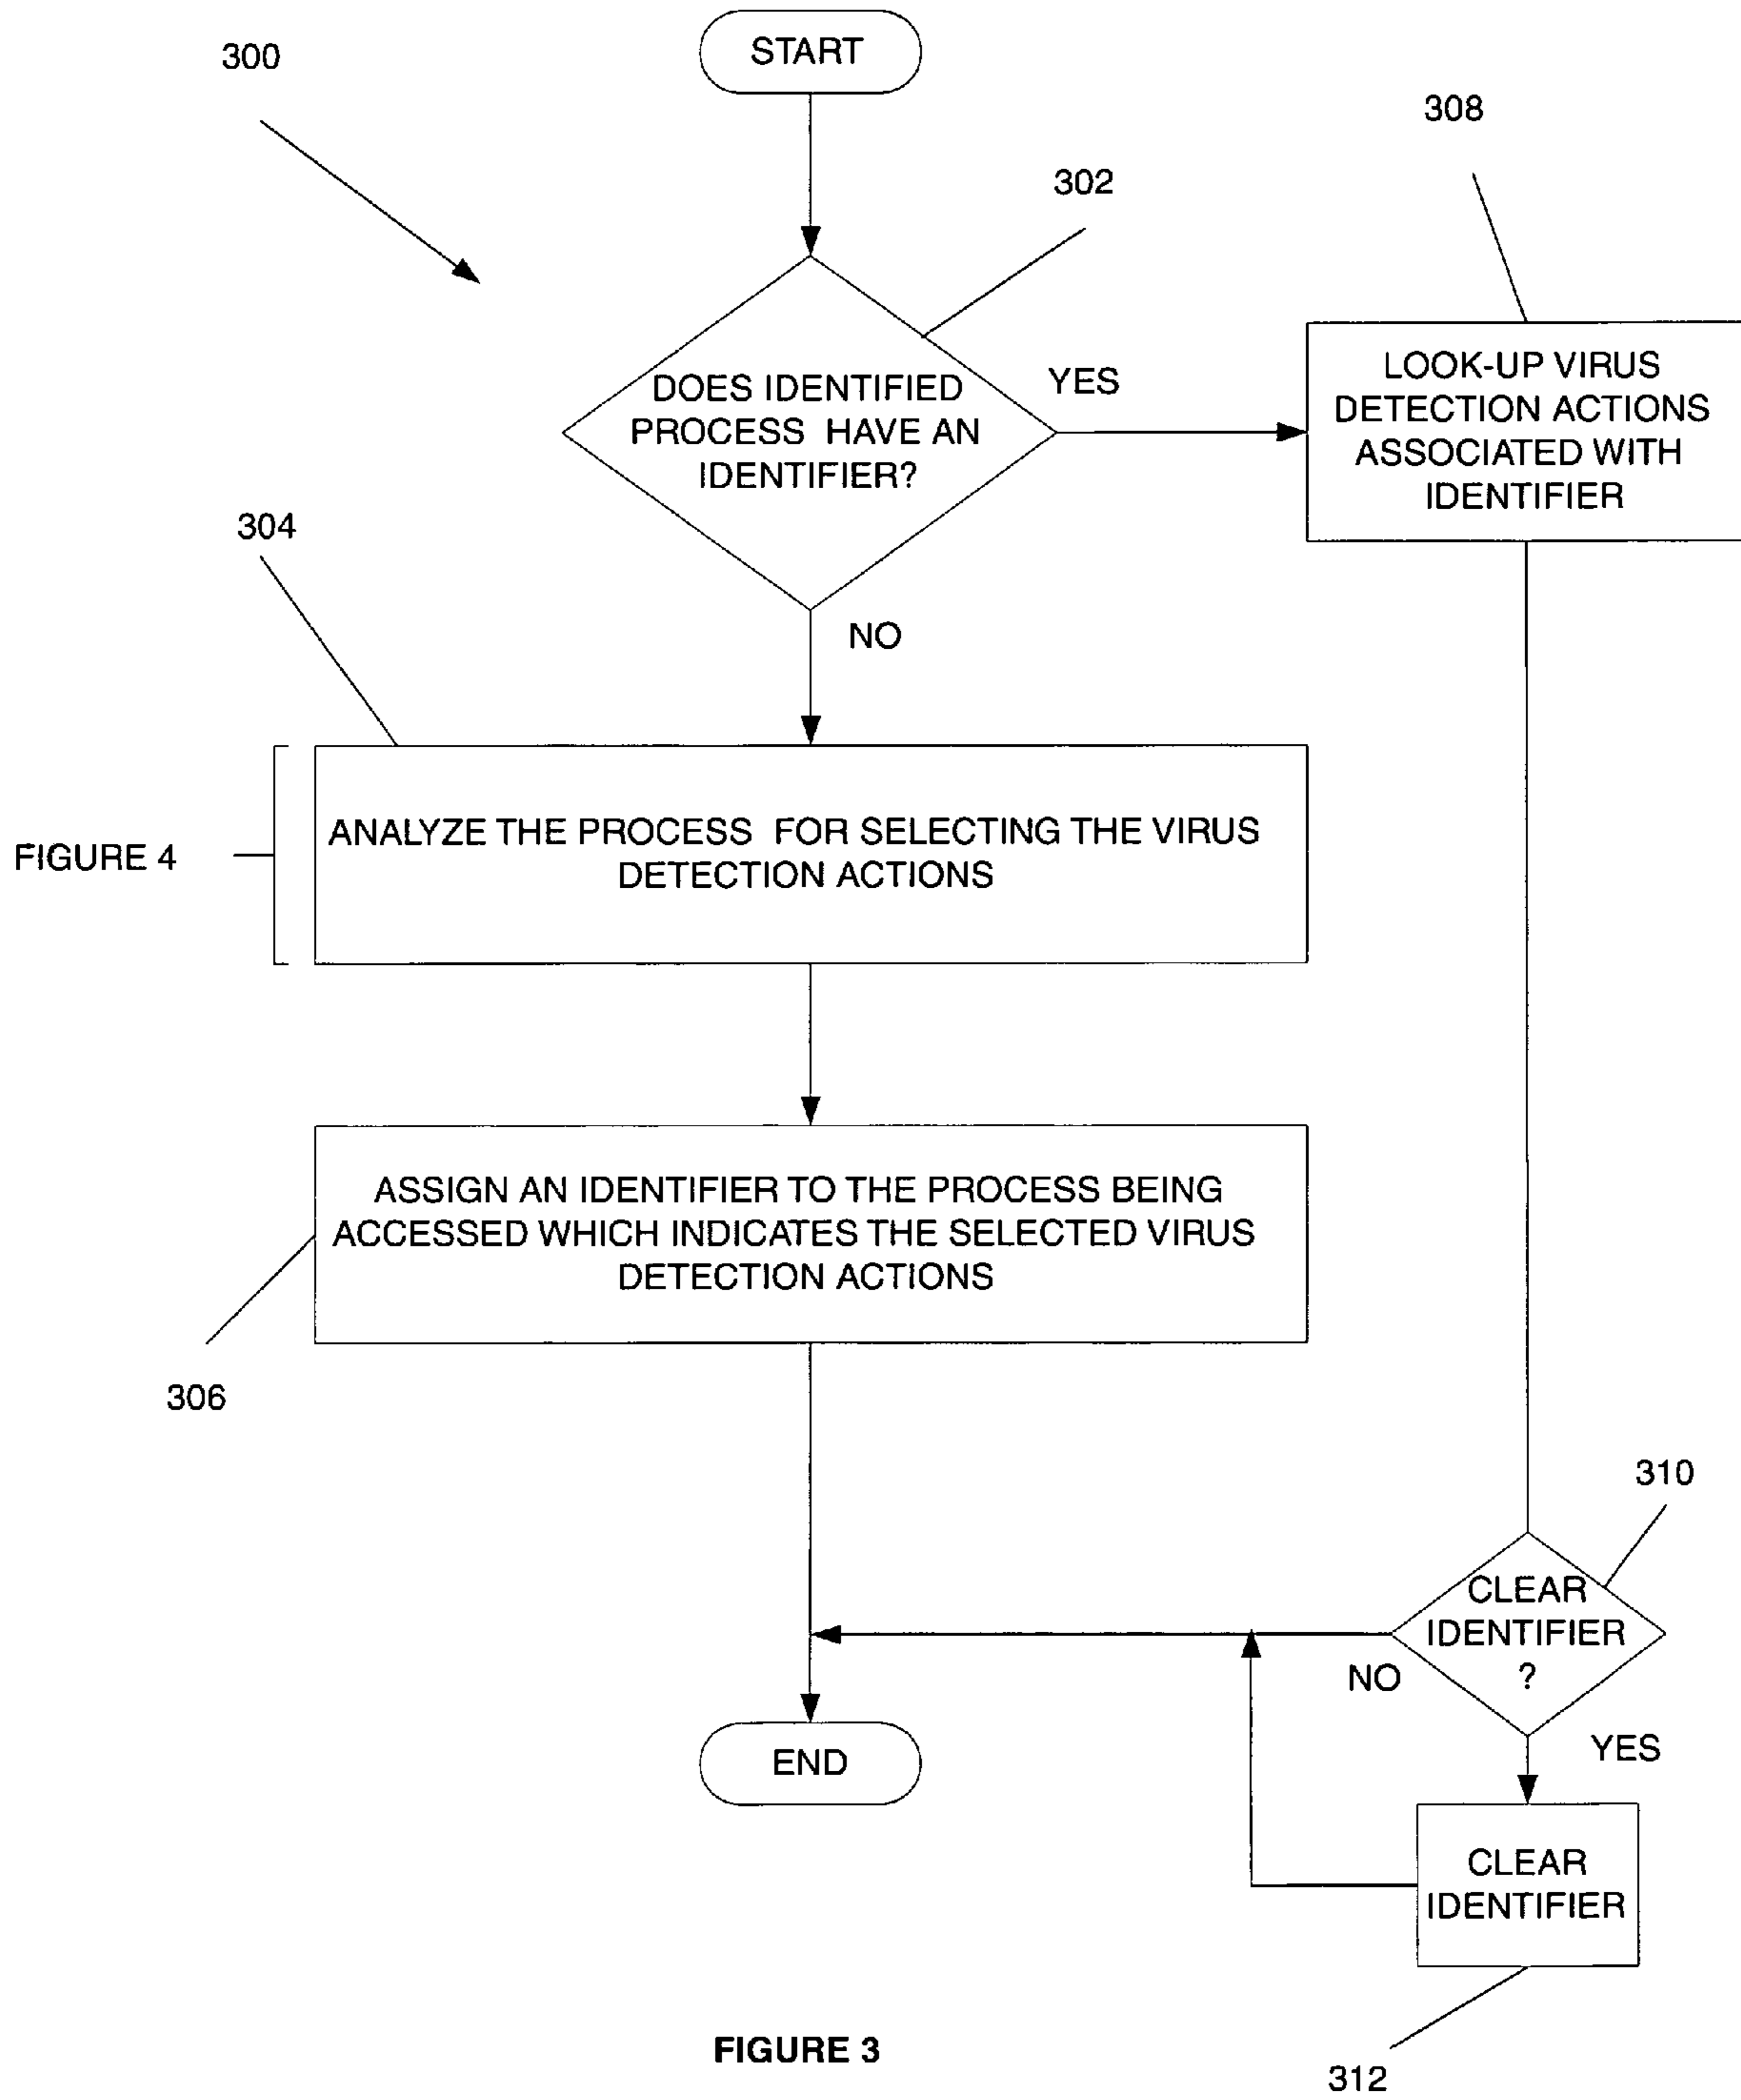 START
300
308
302
DOES IDENTIFIED
PROCESS HAVE AN
IDENTIFIER?
YES
LOOK-UP VIRUS
DETECTION ACTIONS
ASSOCIATED WITH
IDENTIFIER
304
NO
FIGURE 4
ANALYZE THE PROCESS FOR SELECTING THE VIRUS
DETECTION ACTIONS
ASSIGN AN IDENTIFIER TO THE PROCESS BEING
ACCESSED WHICH INDICATES THE SELECTED VIRUS
DETECTION ACTIONS
306
310
CLEAR
IDENTIFIER
?
NO
YES
END
CLEAR
IDENTIFIER
FIGURE 3
312